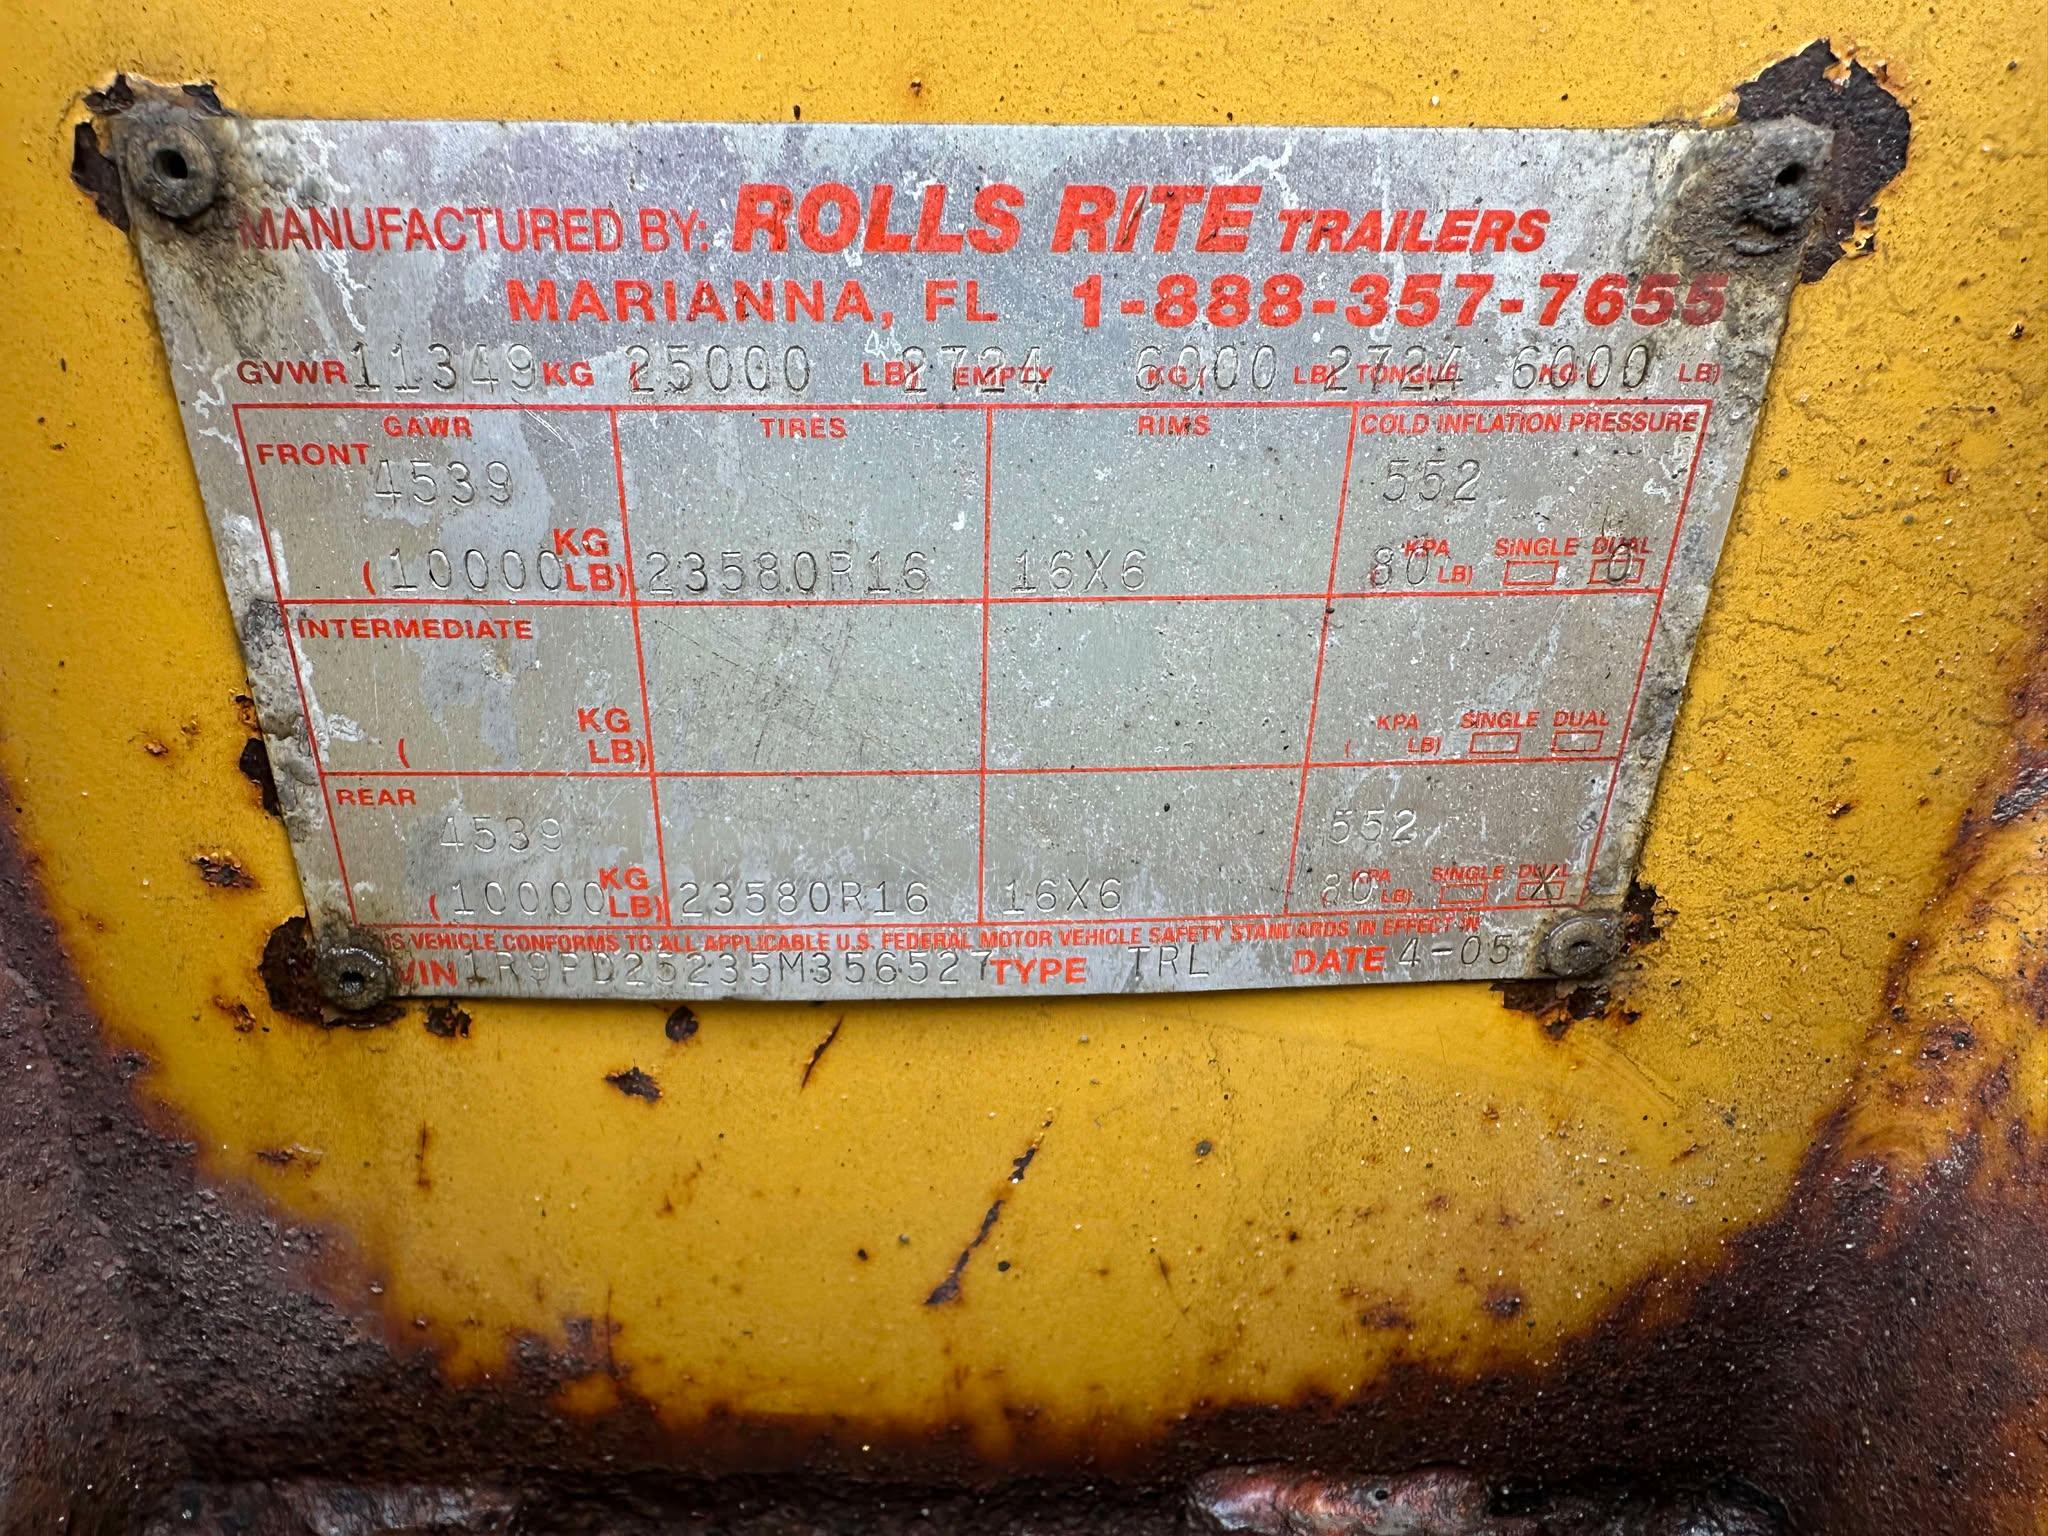 MANUFACTURED BY: ROLLS RITE TRAILERS
MARIANNA, FL 1-888-357-7655
GVWR 11349 KG (25000 LB) 2724 EMPTY KG (6000 LB) 2724 TONGUE KG (6000 LB)
GAWR TIRES RIMS COLD INFLATION PRESSURE
FRONT
4539 552
KG KPA SINGLE DUAL
(10000 LB) 23580R16 16X6 (80 LB)
INTERMEDIATE
KG KPA SINGLE DUAL
( LB) ( LB)
REAR
4539 552
KG KPA SINGLE DUAL
(10000 LB) 23580R16 16X6 80 LB) X
VEHICLE CONFORMS TO ALL APPLICABLE U.S. FEDERAL MOTOR VEHICLE SAFETY STANDARDS IN EFFECT IN
VIN 1R9PD25235M356527 TYPE TRL DATE 4-05